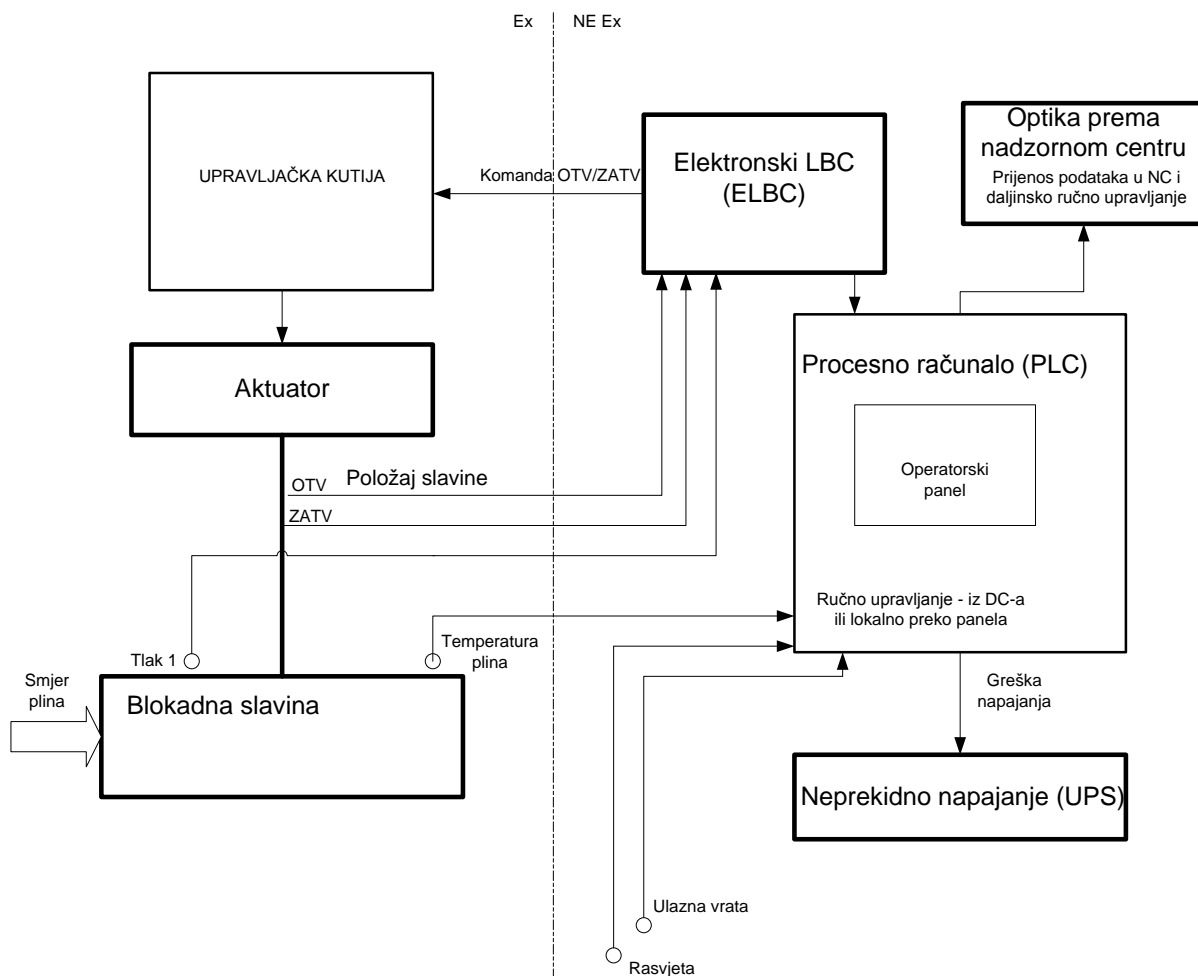 Ex
NE Ex
UPRAVLJAČKA KUTIJA
Komanda OTV/ZATV
Elektronski LBC
(ELBC)
Optika prema
nadzornom centru
Prijenos podataka u NC i
daljinsko ručno upravljanje
Aktuator
Procesno računalo (PLC)
Operatorski
panel
OTV
Položaj slavine
ZATV
Ručno upravljanje - iz DC-a
ili lokalno preko panela
Tlak 1
Temperatura
plina
Smjer
plina
Blokadna slavina
Greška
napajanja
Neprekidno napajanje (UPS)
Ulazna vrata
Rasvjeta